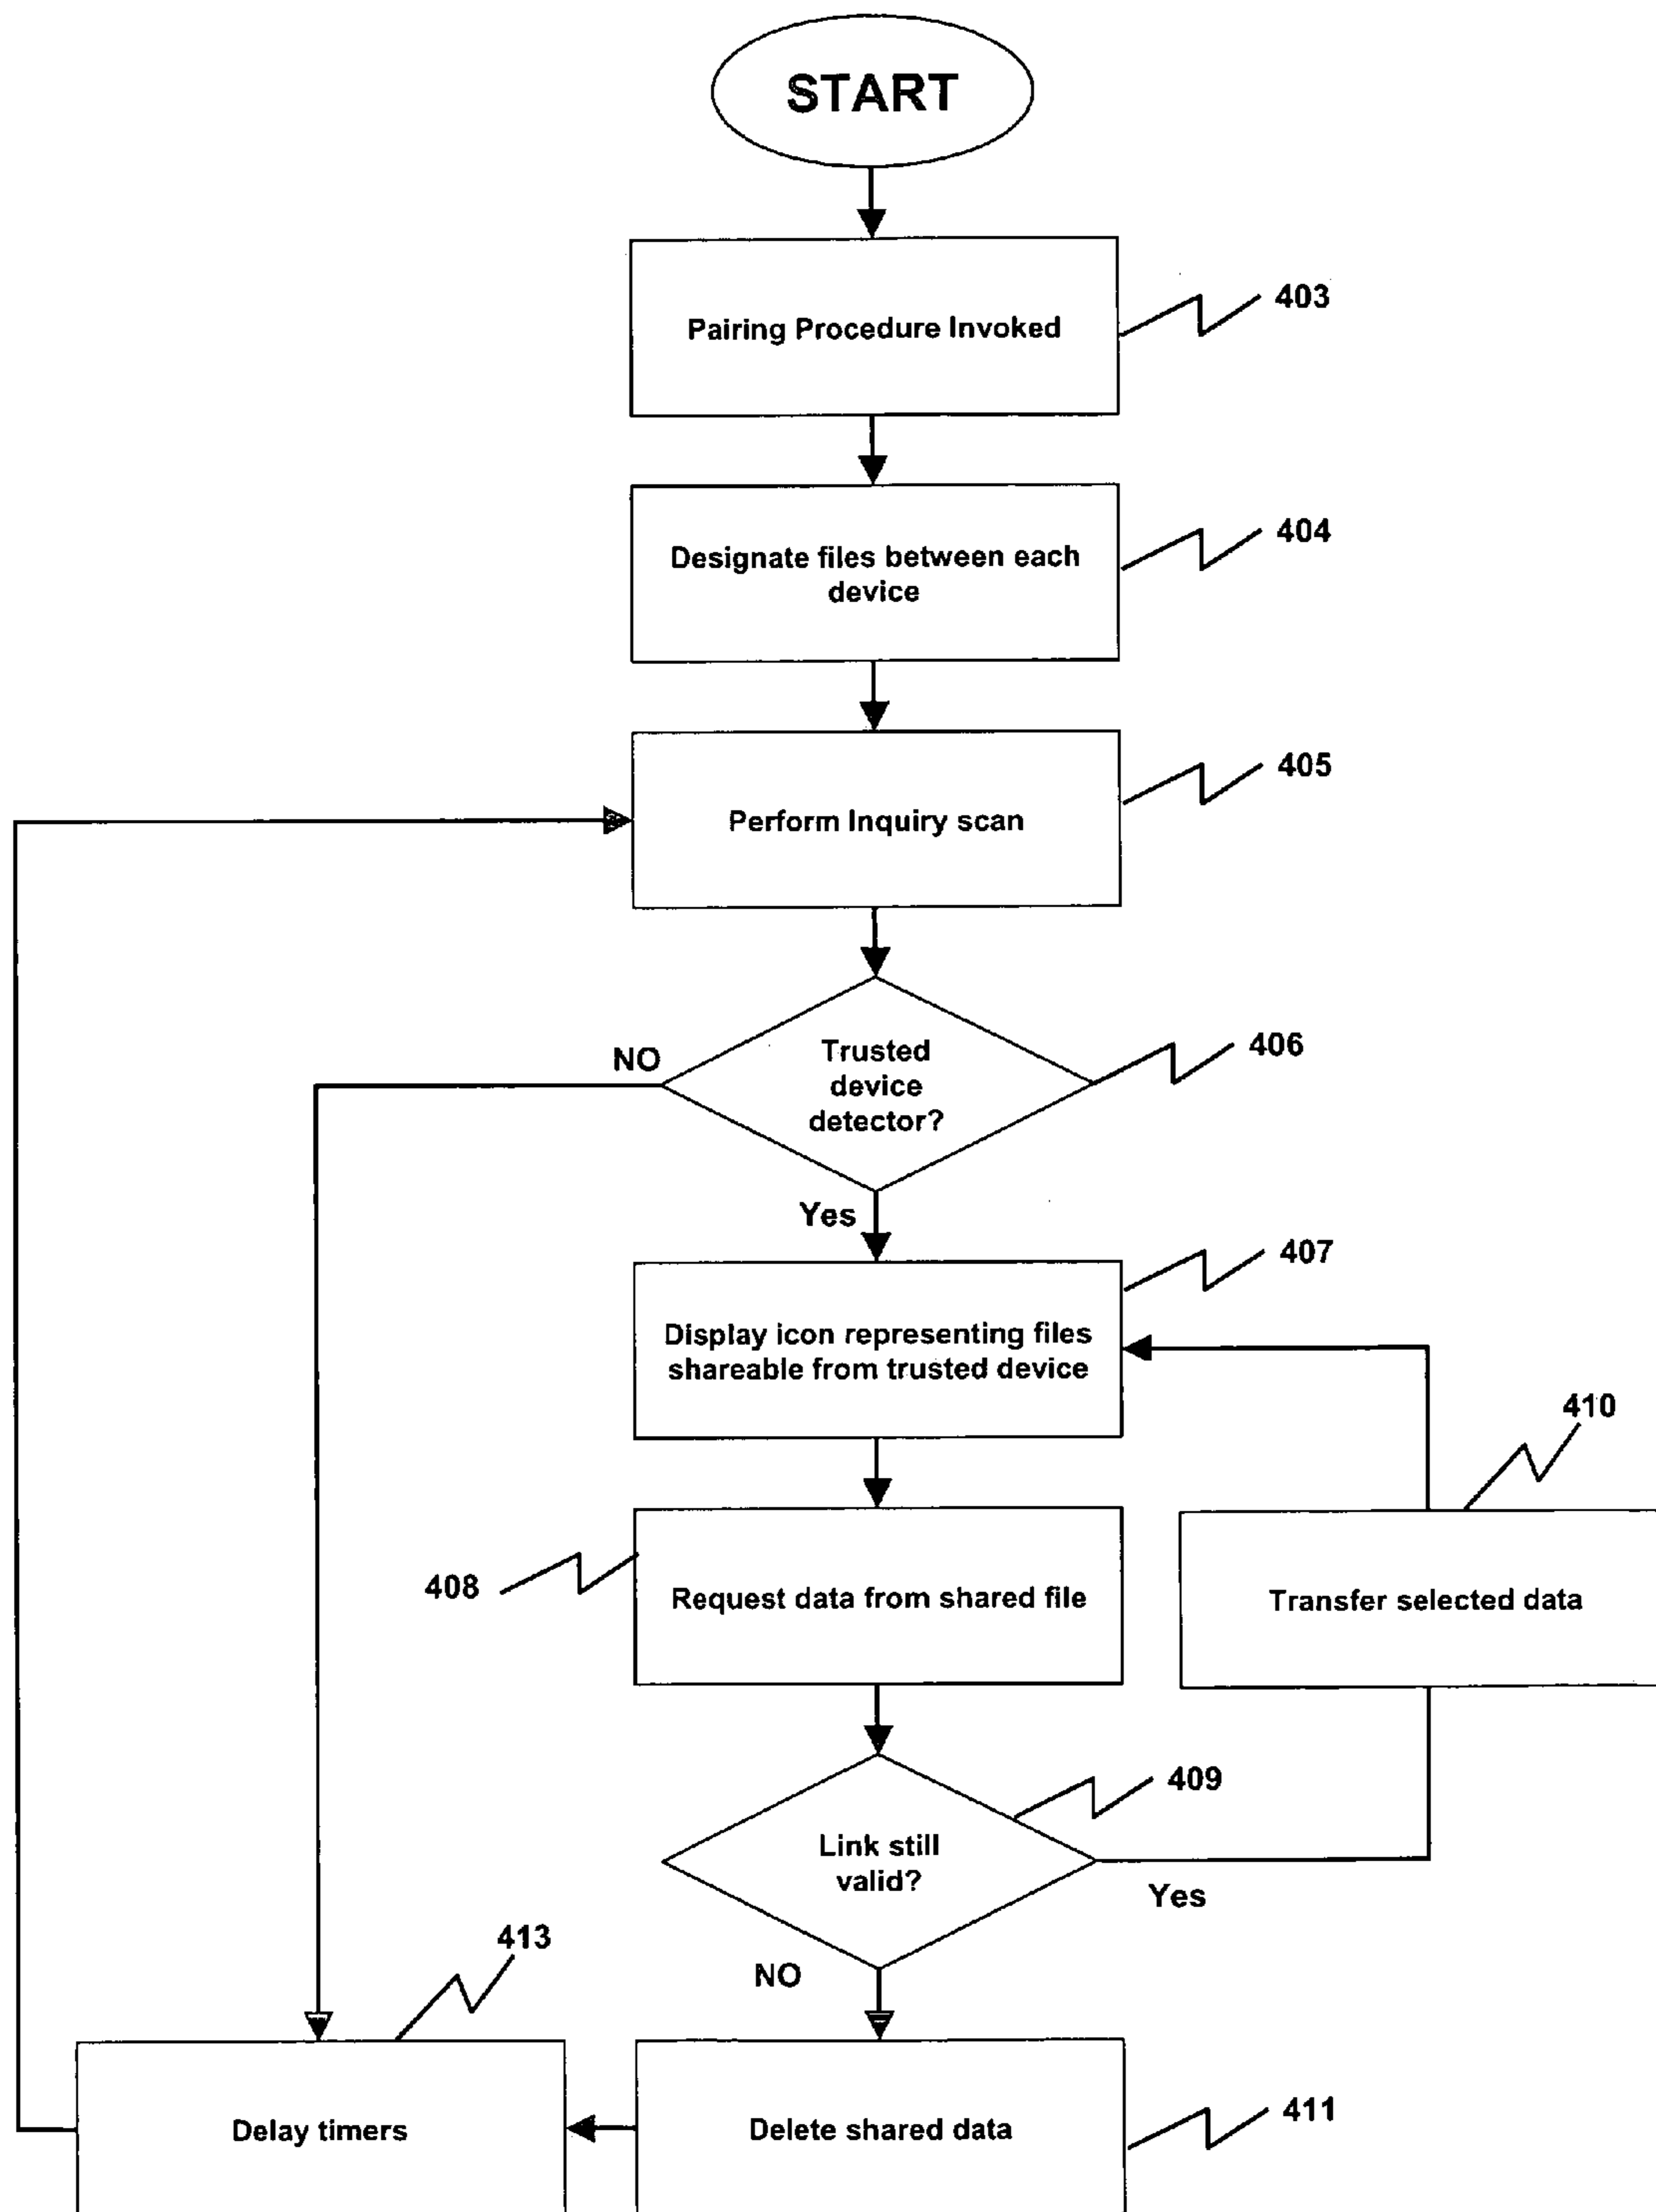 START
Pairing Procedure Invoked
403
Designate files between each
device
404
Perform Inquiry scan
405
Trusted
device
detector?
406
NO
Yes
Display icon representing files
shareable from trusted device
407
Request data from shared file
408
Transfer selected data
410
Link still
valid?
409
Yes
NO
Delay timers
413
Delete shared data
411